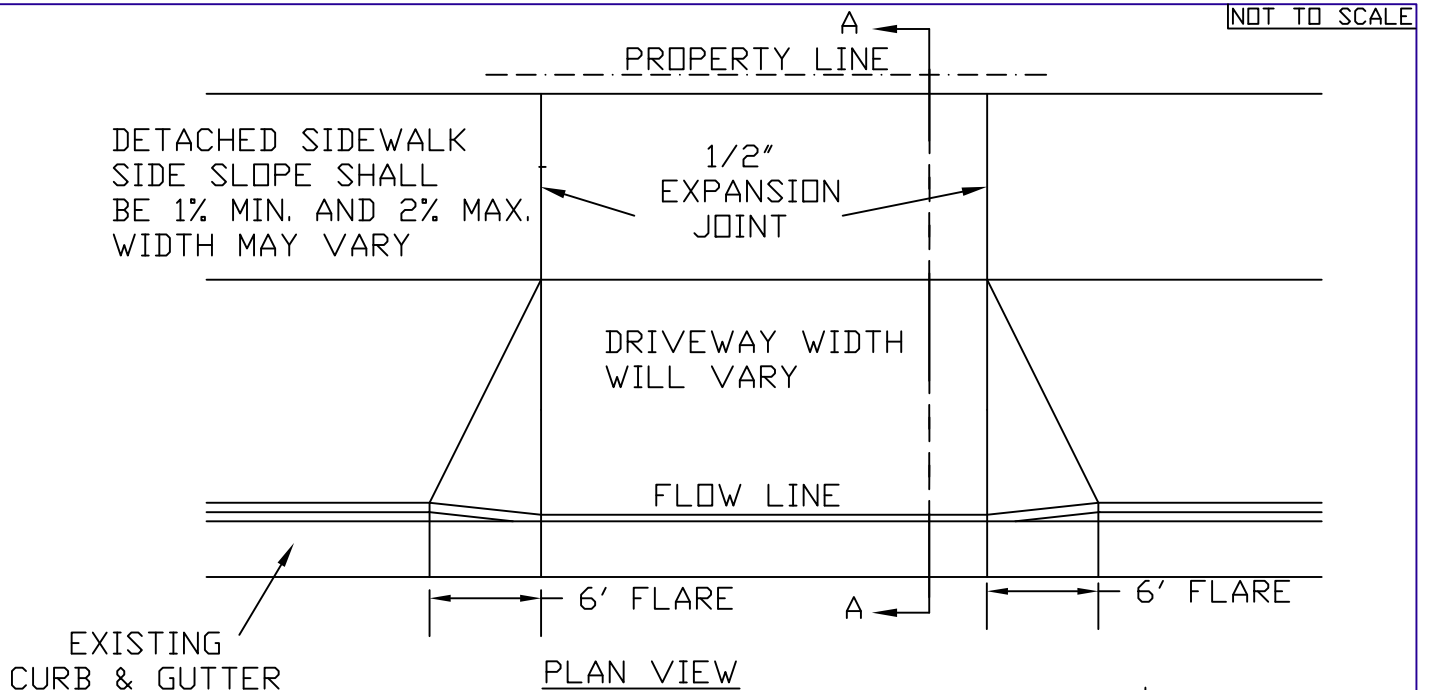 NOT TO SCALE
A
PROPERTY LINE
DETACHED SIDEWALK
SIDE SLOPE SHALL
BE 1% MIN. AND 2% MAX.
WIDTH MAY VARY
1/2"
EXPANSION
JOINT
DRIVEWAY WIDTH
WILL VARY
FLOW LINE
6' FLARE
A
6' FLARE
EXISTING
CURB & GUTTER
PLAN VIEW